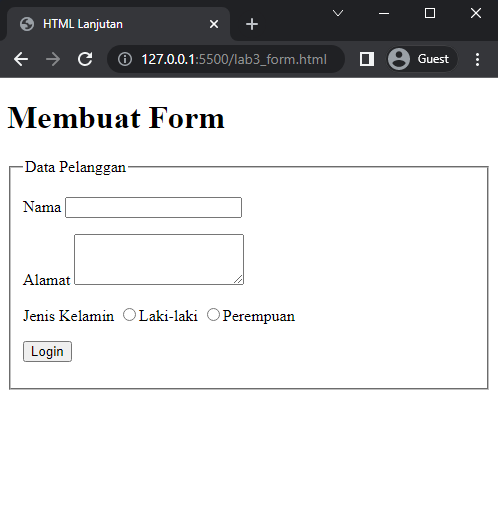 HTML Lanjutan
127.0.0.1:5500/lab3_form.html
Guest
Membuat Form
Data Pelanggan
Nama
Alamat
Jenis Kelamin Laki-laki Perempuan
Login